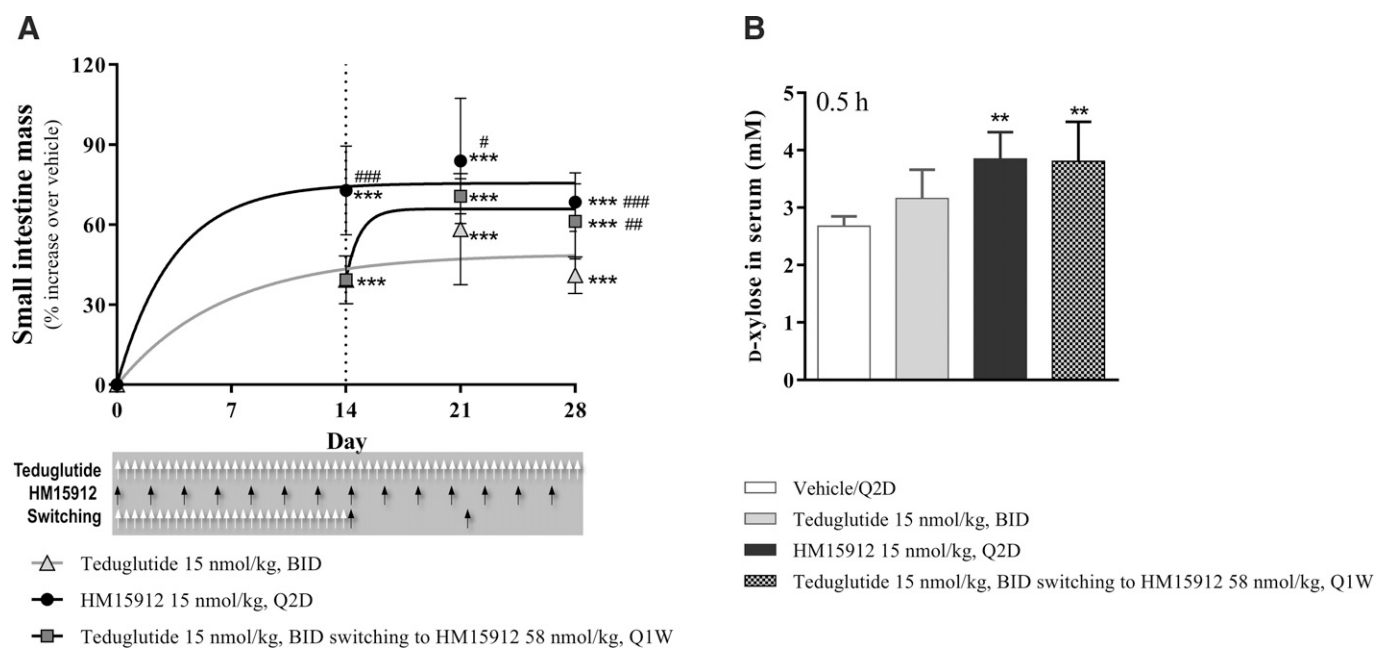 A
Small intestine mass
(% increase over vehicle)
120
90
60
30
0
###
***
***
#
***
***
***
*** ###
*** ##
***
0 7 14 21 28
Day
Teduglutide
HM15912
Switching
Teduglutide 15 nmol/kg, BID
HM15912 15 nmol/kg, Q2D
Teduglutide 15 nmol/kg, BID switching to HM15912 58 nmol/kg, Q1W
B
D-xylose in serum (mM)
5
4
3
2
1
0
0.5 h
** **
Vehicle/Q2D
Teduglutide 15 nmol/kg, BID
HM15912 15 nmol/kg, Q2D
Teduglutide 15 nmol/kg, BID switching to HM15912 58 nmol/kg, Q1W